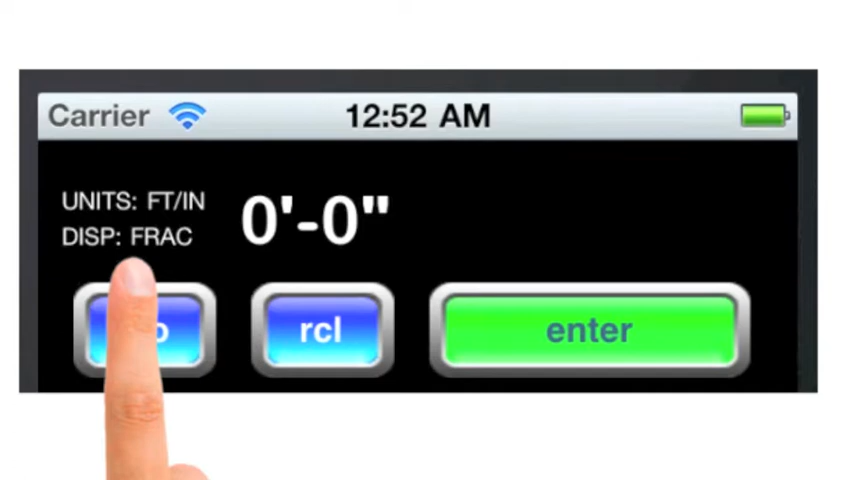 Carrier 12:52 AM
UNITS: FT/IN
DISP: FRAC
0'-0"
rcl enter